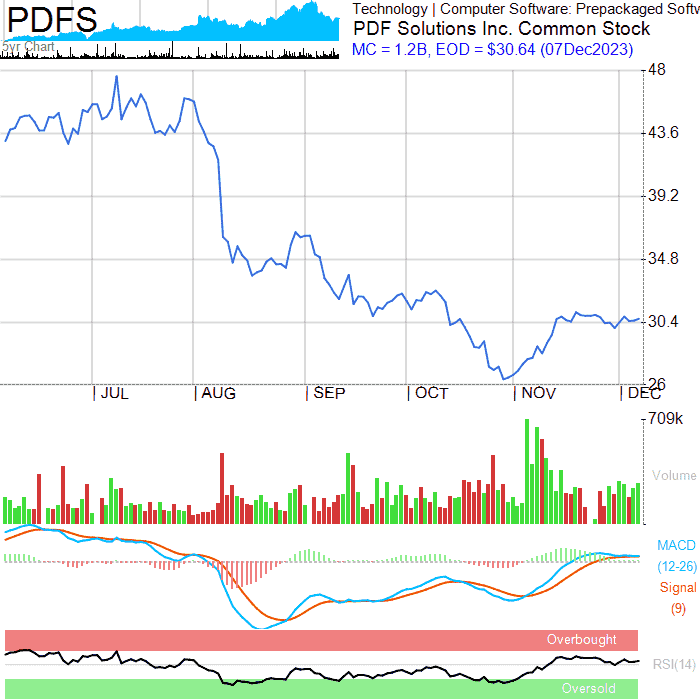 PDFS
5yr Chart
Technology | Computer Software: Prepackaged Softw
PDF Solutions Inc. Common Stock
MC = 1.2B, EOD = $30.64 (07Dec2023)
48
43.6
39.2
34.8
30.4
26
JUL AUG SEP OCT NOV DEC
709k
Volume
MACD
(12-26)
Signal
(9)
Overbought
RSI(14)
Oversold